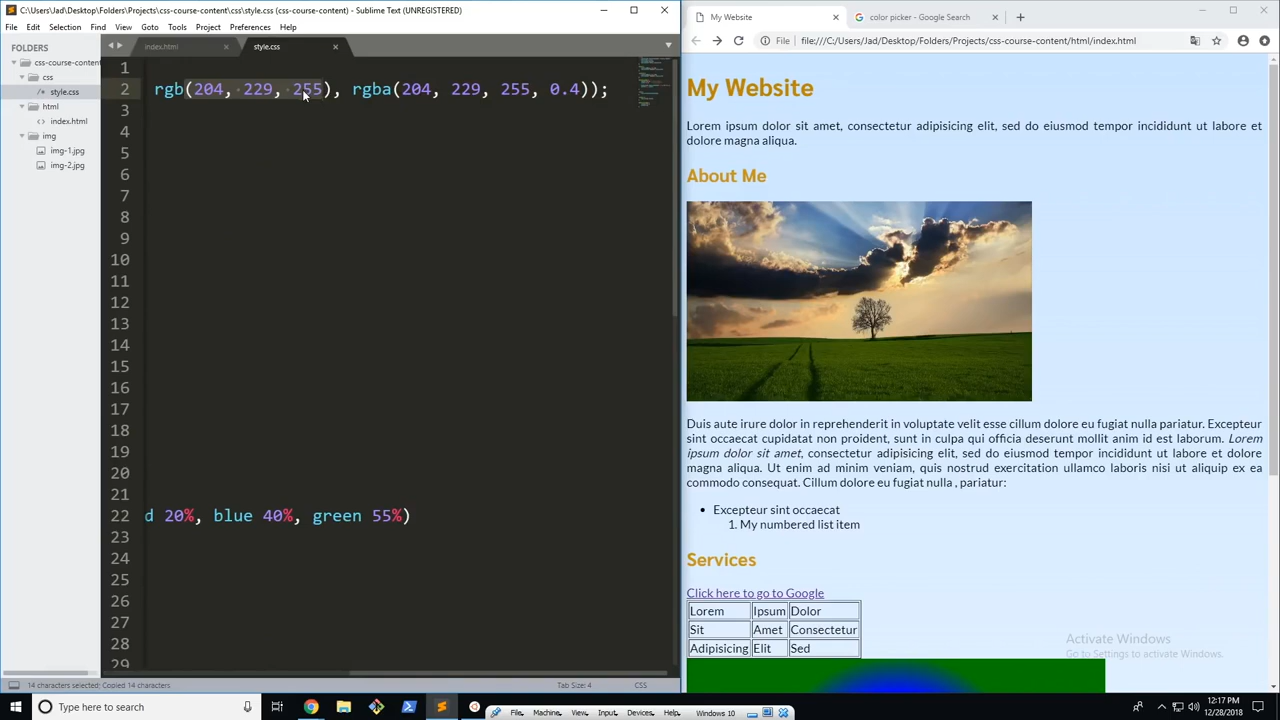 C:\Users\Jad\Desktop\Folders\Projects\css-course-content\css\style.css (css-course-content) - Sublime Text (UNREGISTERED)
File Edit Selection Find View Goto Tools Project Preferences Help
FOLDERS
css-course-conten
css
style.css
html
index.html
img
img-1.jpg
img-2.jpg
index.html
style.css
1
2 rgb(204, 229, 255), rgba(204, 229, 255, 0.4));
3
4
5
6
7
8
9
10
11
12
13
14
15
16
17
18
19
20
21
22 d 20%, blue 40%, green 55%)
23
24
25
26
27
28
29
14 characters selected; Copied 14 characters
Tab Size: 4
CSS
My Website
color picker - Google Search
File file:///C:/Users/Jad/Desktop/Folders/Projects/css-course-content/html/index.html
My Website
Lorem ipsum dolor sit amet, consectetur adipisicing elit, sed do eiusmod tempor incididunt ut labore et
dolore magna aliqua.
About Me
Duis aute irure dolor in reprehenderit in voluptate velit esse cillum dolore eu fugiat nulla pariatur. Excepteur
sint occaecat cupidatat non proident, sunt in culpa qui officia deserunt mollit anim id est laborum. Lorem
ipsum dolor sit amet, consectetur adipisicing elit, sed do eiusmod tempor incididunt ut labore et dolore
magna aliqua. Ut enim ad minim veniam, quis nostrud exercitation ullamco laboris nisi ut aliquip ex ea
commodo consequat. Cillum dolore eu fugiat nulla , pariatur:
• Excepteur sint occaecat
1. My numbered list item
Services
Click here to go to Google
Lorem Ipsum Dolor
Sit Amet Consectetur
Adipisicing Elit Sed
Activate Windows
Go to Settings to activate Windows.
Type here to search
File Machine View Input Devices Help Windows 10
12:17 PM
12/28/2018